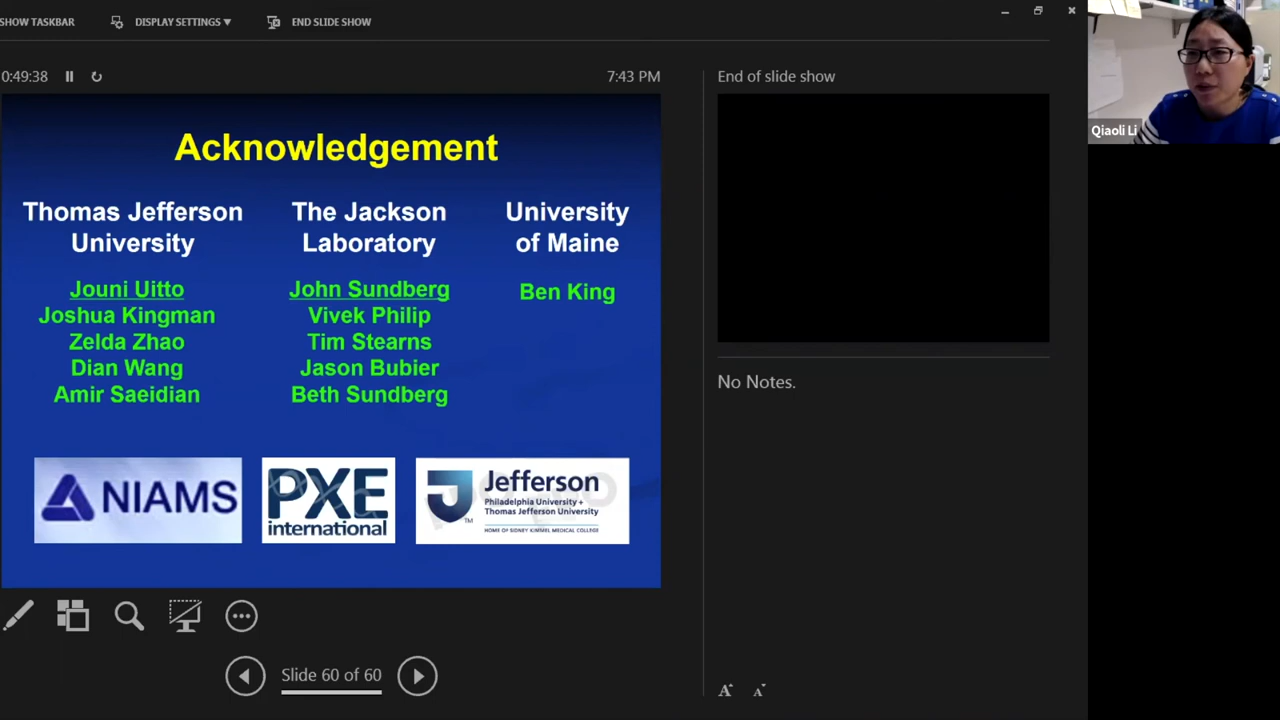 SHOW TASKBAR
DISPLAY SETTINGS ▼
END SLIDE SHOW
0:49:38
7:43 PM
End of slide show
Qiaoli Li
Acknowledgement
Thomas Jefferson
University
Jouni Uitto
Joshua Kingman
Zelda Zhao
Dian Wang
Amir Saeidian
The Jackson
Laboratory
John Sundberg
Vivek Philip
Tim Stearns
Jason Bubier
Beth Sundberg
University
of Maine
Ben King
NIAMS
PXE
international
Jefferson
Philadelphia University +
Thomas Jefferson University
HOME OF SIDNEY KIMMEL MEDICAL COLLEGE
TM
No Notes.
Slide 60 of 60
A A